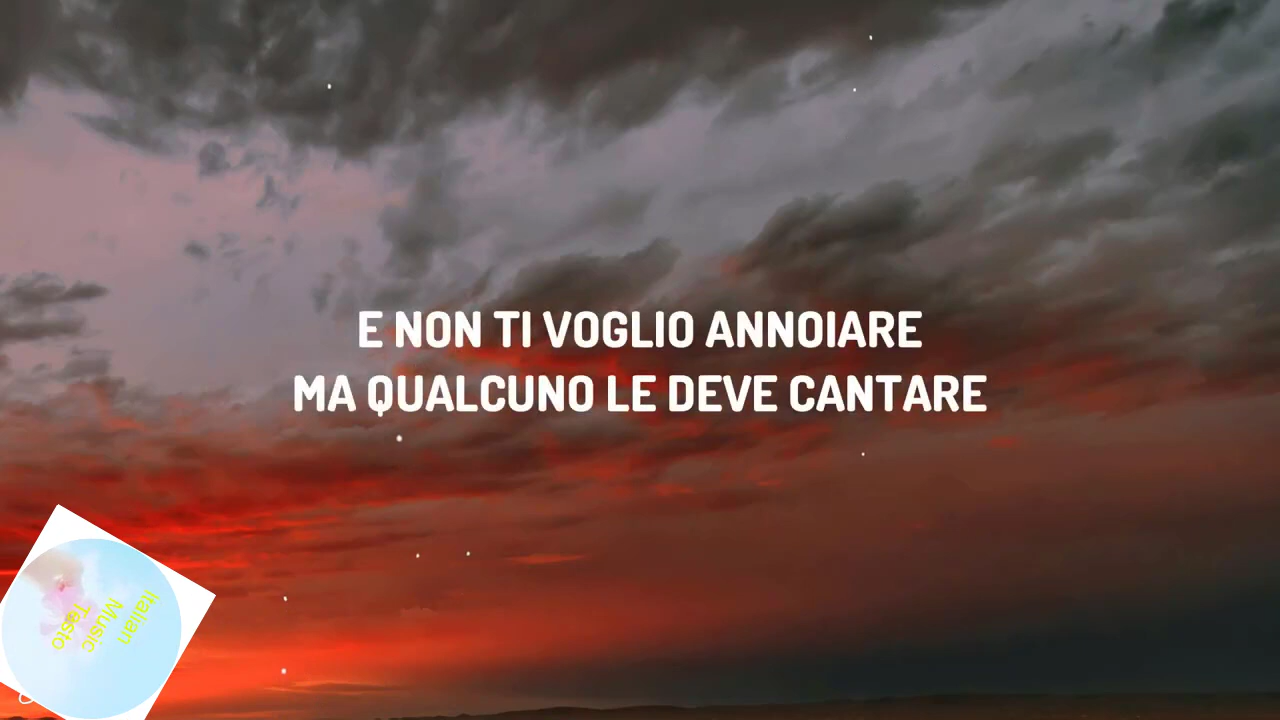 E NON TI VOGLIO ANNOIARE
MA QUALCUNO LE DEVE CANTARE
Italian
Music
Testo